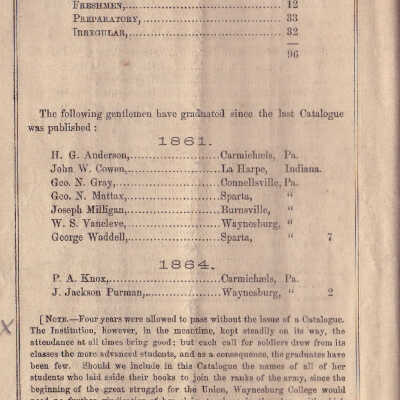 Freshmen,........................................12
Preparatory,........................................33
Irregular,........................................32
96
The following gentlemen have graduated since the last Catalogue
was published :
1861.
H. G. Anderson,....................Carmichæls, Pa.
John W. Cowen,....................La Harpe, Indiana.
Geo. N. Gray,....................Connellsville, Pa.
Geo. N. Mattax,....................Sparta, "
Joseph Milligan,....................Burnsville, "
W. S. Vancleve,....................Waynesburg, "
George Waddell,....................Sparta, " 7
1864.
P. A. Knox,....................Carmichæls, Pa.
J. Jackson Purman,....................Waynesburg, " 2
[Note.—Four years were allowed to pass without the issue of a Catalogue.
The Institution, however, in the meantime, kept steadily on its way, the
attendance at all times being good; but each call for soldiers drew from its
classes the more advanced students, and as a consequence, the graduates have
been few. Should we include in this Catalogue the names of all of her
students who laid aside their books to join the ranks of the army, since the
beginning of the great struggle for the Union, Waynesburg College would